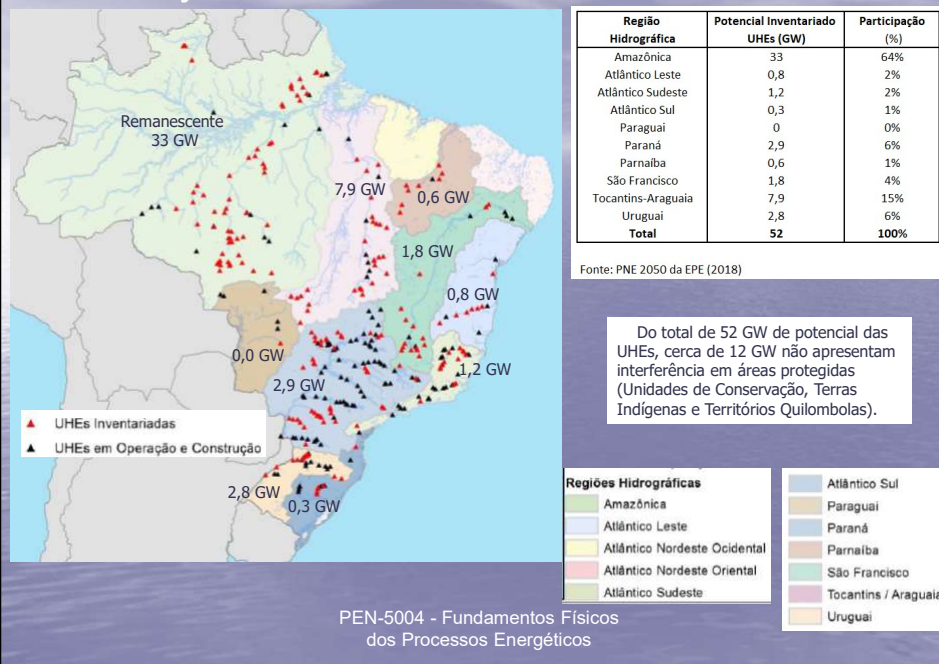 Remanescente
33 GW
7,9 GW
0,6 GW
1,8 GW
0,8 GW
0,0 GW
1,2 GW
2,9 GW
2,8 GW
0,3 GW
UHEs Inventariadas
UHEs em Operação e Construção
Região Hidrográfica Potencial Inventariado UHEs (GW) Participação (%)
Amazônica 33 64%
Atlântico Leste 0,8 2%
Atlântico Sudeste 1,2 2%
Atlântico Sul 0,3 1%
Paraguai 0 0%
Paraná 2,9 6%
Parnaíba 0,6 1%
São Francisco 1,8 4%
Tocantins-Araguaia 7,9 15%
Uruguai 2,8 6%
Total 52 100%
Fonte: PNE 2050 da EPE (2018)
Do total de 52 GW de potencial das
UHEs, cerca de 12 GW não apresentam
interferência em áreas protegidas
(Unidades de Conservação, Terras
Indígenas e Territórios Quilombolas).
Regiões Hidrográficas
Amazônica
Atlântico Leste
Atlântico Nordeste Ocidental
Atlântico Nordeste Oriental
Atlântico Sudeste
Atlântico Sul
Paraguai
Paraná
Parnaíba
São Francisco
Tocantins / Araguaia
Uruguai
PEN-5004 - Fundamentos Físicos
dos Processos Energéticos